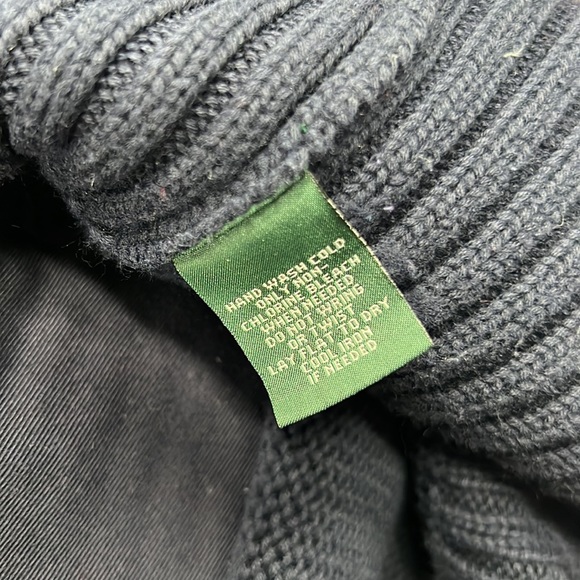 HAND WASH COLD
ONLY NON-
CHLORINE BLEACH
WHEN NEEDED
DO NOT WRING
OR TWIST
LAY FLAT TO DRY
COOL IRON
IF NEEDED